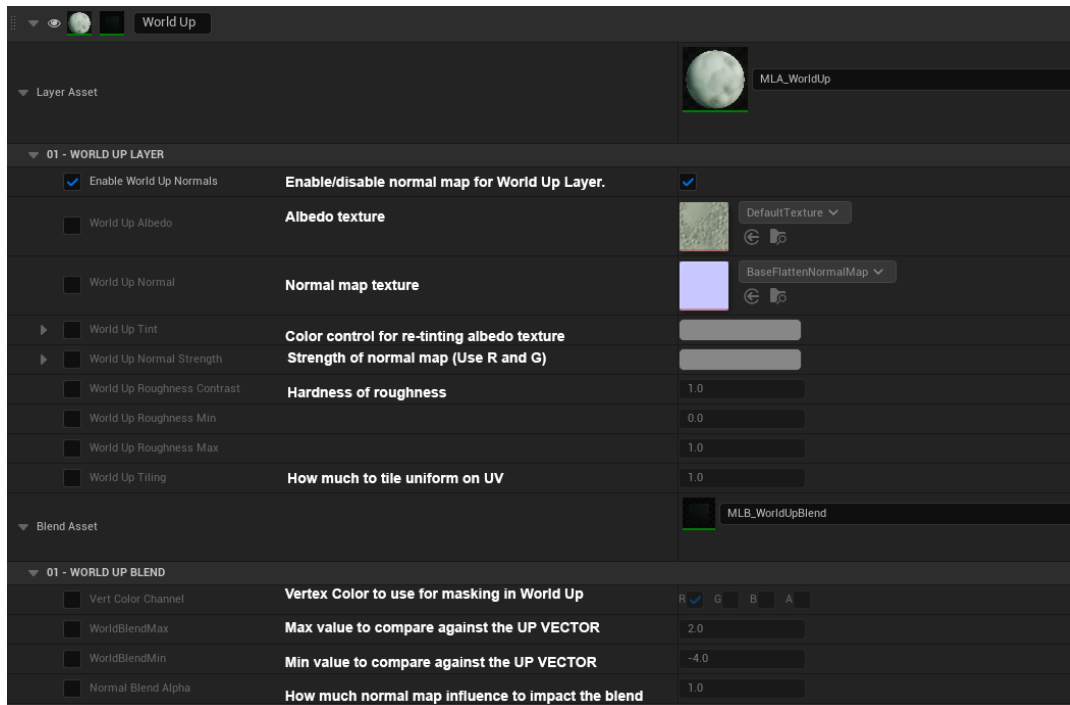 World Up
Layer Asset
MLA_WorldUp
01 - WORLD UP LAYER
Enable World Up Normals Enable/disable normal map for World Up Layer.
World Up Albedo Albedo texture DefaultTexture
World Up Normal Normal map texture BaseFlattenNormalMap
World Up Tint Color control for re-tinting albedo texture
World Up Normal Strength Strength of normal map (Use R and G)
World Up Roughness Contrast Hardness of roughness 1.0
World Up Roughness Min 0.0
World Up Roughness Max 1.0
World Up Tiling How much to tile uniform on UV 1.0
Blend Asset MLB_WorldUpBlend
01 - WORLD UP BLEND
Vert Color Channel Vertex Color to use for masking in World Up R G B A
WorldBlendMax Max value to compare against the UP VECTOR 2.0
WorldBlendMin Min value to compare against the UP VECTOR -4.0
Normal Blend Alpha How much normal map influence to impact the blend 1.0